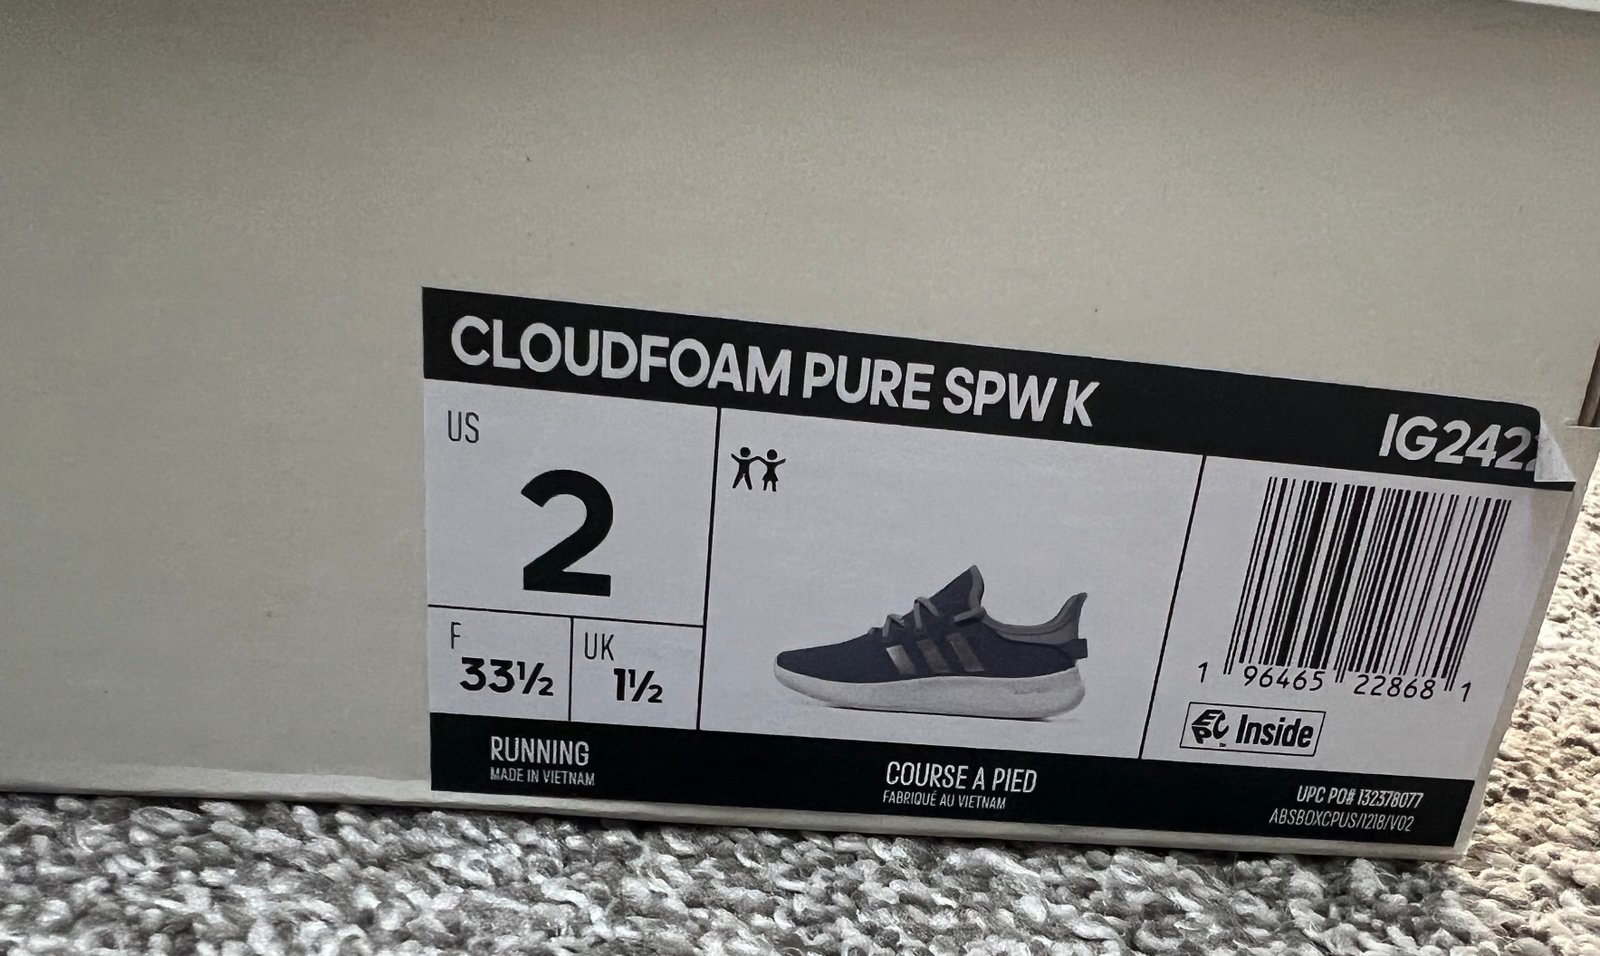 CLOUDFOAM PURE SPW K
US
2
F
33½
UK
1½
RUNNING
MADE IN VIETNAM
COURSE A PIED
FABRIQUÉ AU VIETNAM
1 96465 22868 1
EPC Inside
UPC PO# 132378077
ABSBOXCPUS/1218/V02